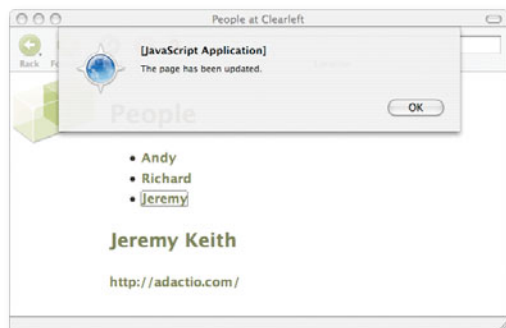 People at Clearleft
[JavaScript Application]
The page has been updated.
OK
Back
People
• Andy
• Richard
• Jeremy
Jeremy Keith
http://adactio.com/